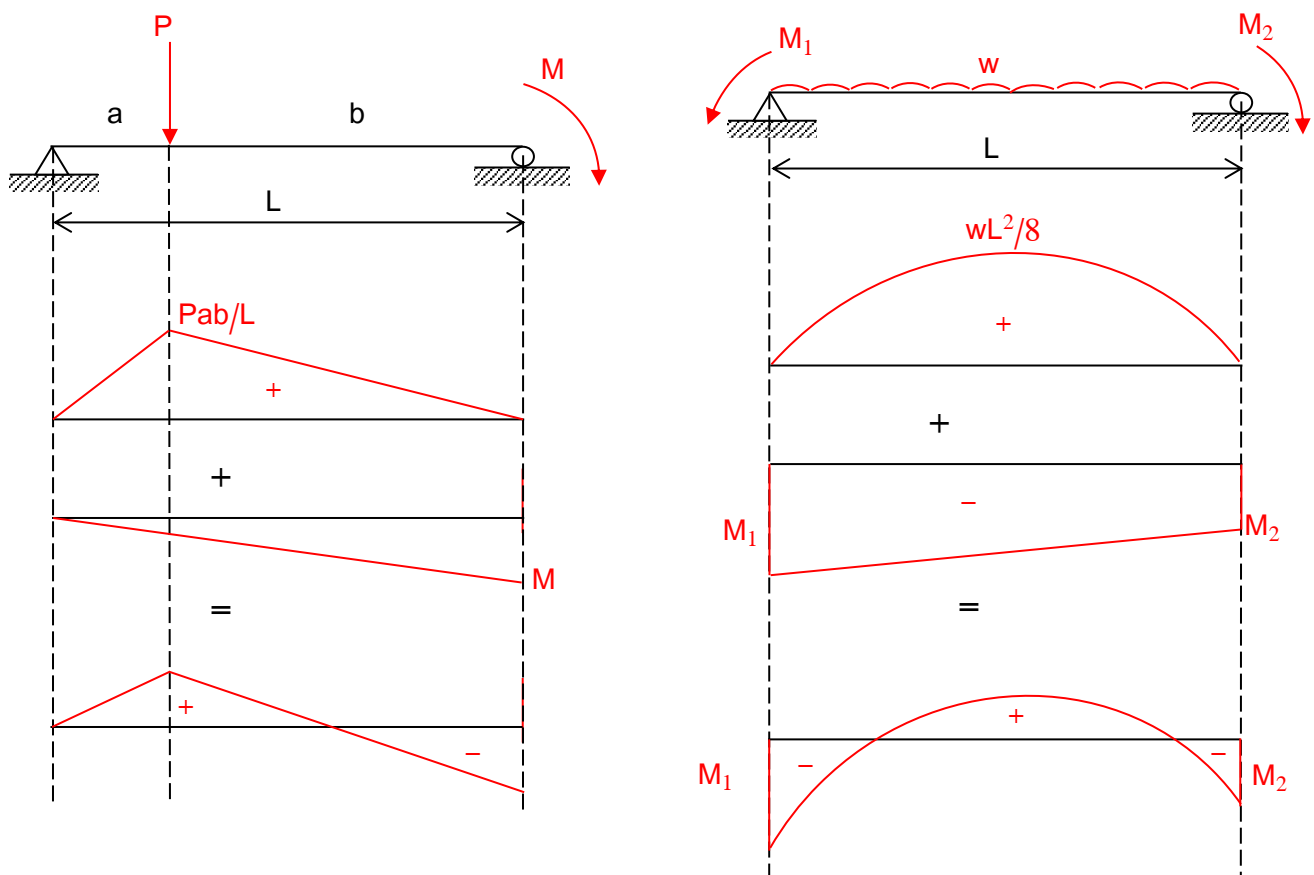 P
M
a
b
L
Pab/L
+
+
M
=
+
−
M₁
M₂
w
L
wL²/8
+
+
−
M₁
M₂
=
+
M₁
−
−
M₂